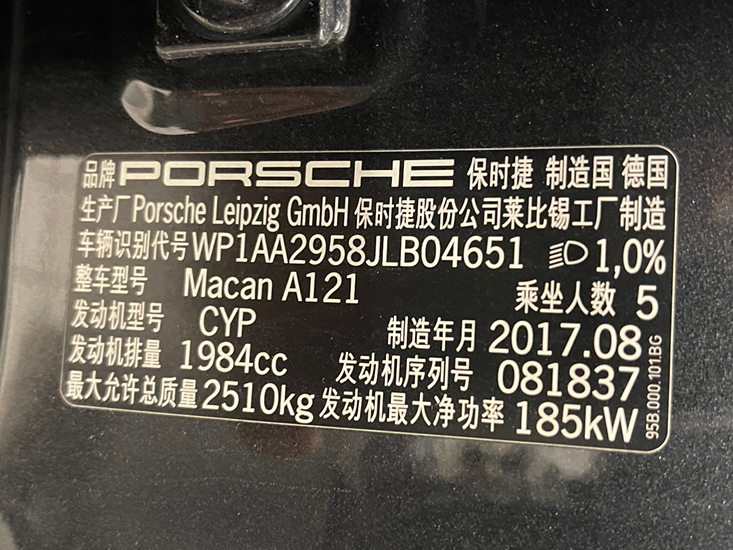 品牌 PORSCHE 保时捷 制造国 德国
生产厂 Porsche Leipzig GmbH 保时捷股份公司莱比锡工厂制造
车辆识别代号 WP1AA2958JLB04651 1,0%
整车型号 Macan A121 乘坐人数 5
发动机型号 CYP 制造年月 2017.08
发动机排量 1984cc 发动机序列号 081837
最大允许总质量 2510kg 发动机最大净功率 185kW
95B.000.101.BG